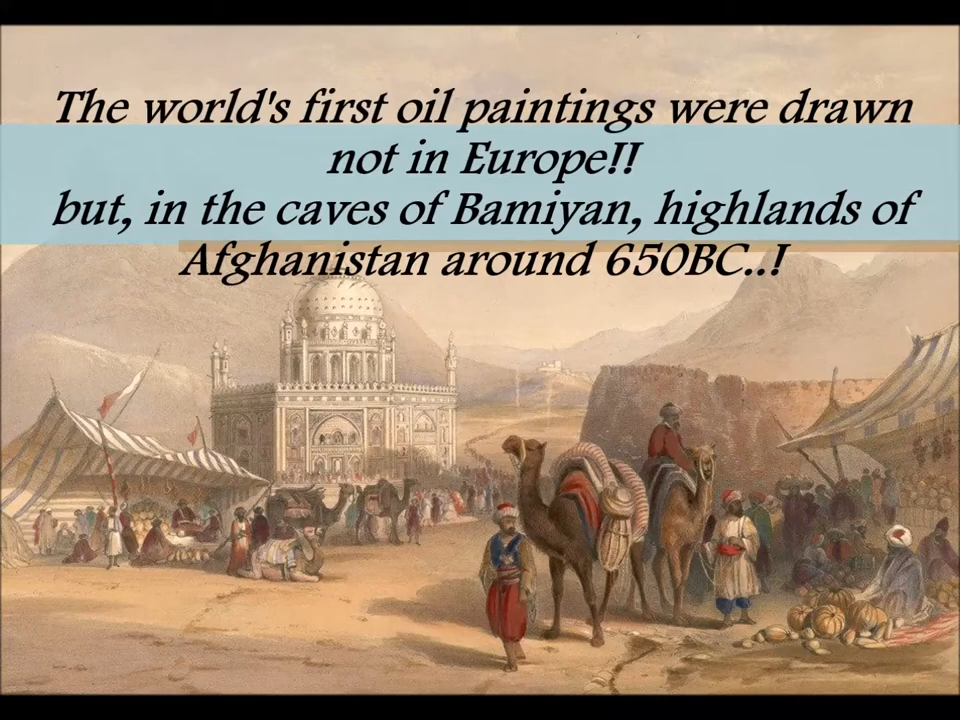 The world's first oil paintings were drawn
not in Europe!!
but, in the caves of Bamiyan, highlands of
Afghanistan around 650BC..!